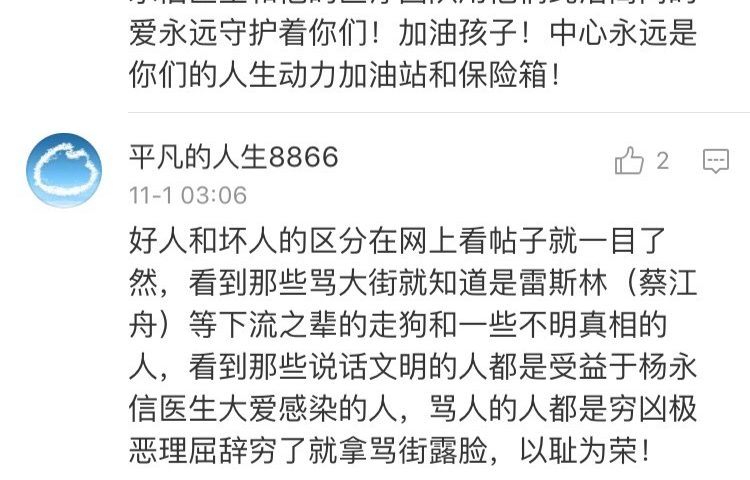 爱永远守护着你们！加油孩子！中心永远是
你们的人生动力加油站和保险箱！
平凡的人生8866
2
11-1 03:06
好人和坏人的区分在网上看帖子就一目了
然，看到那些骂大街就知道是雷斯林（蔡江
舟）等下流之辈的走狗和一些不明真相的
人，看到那些说话文明的人都是受益于杨永
信医生大爱感染的人，骂人的人都是穷凶极
恶理屈辞穷了就拿骂街露脸，以耻为荣！